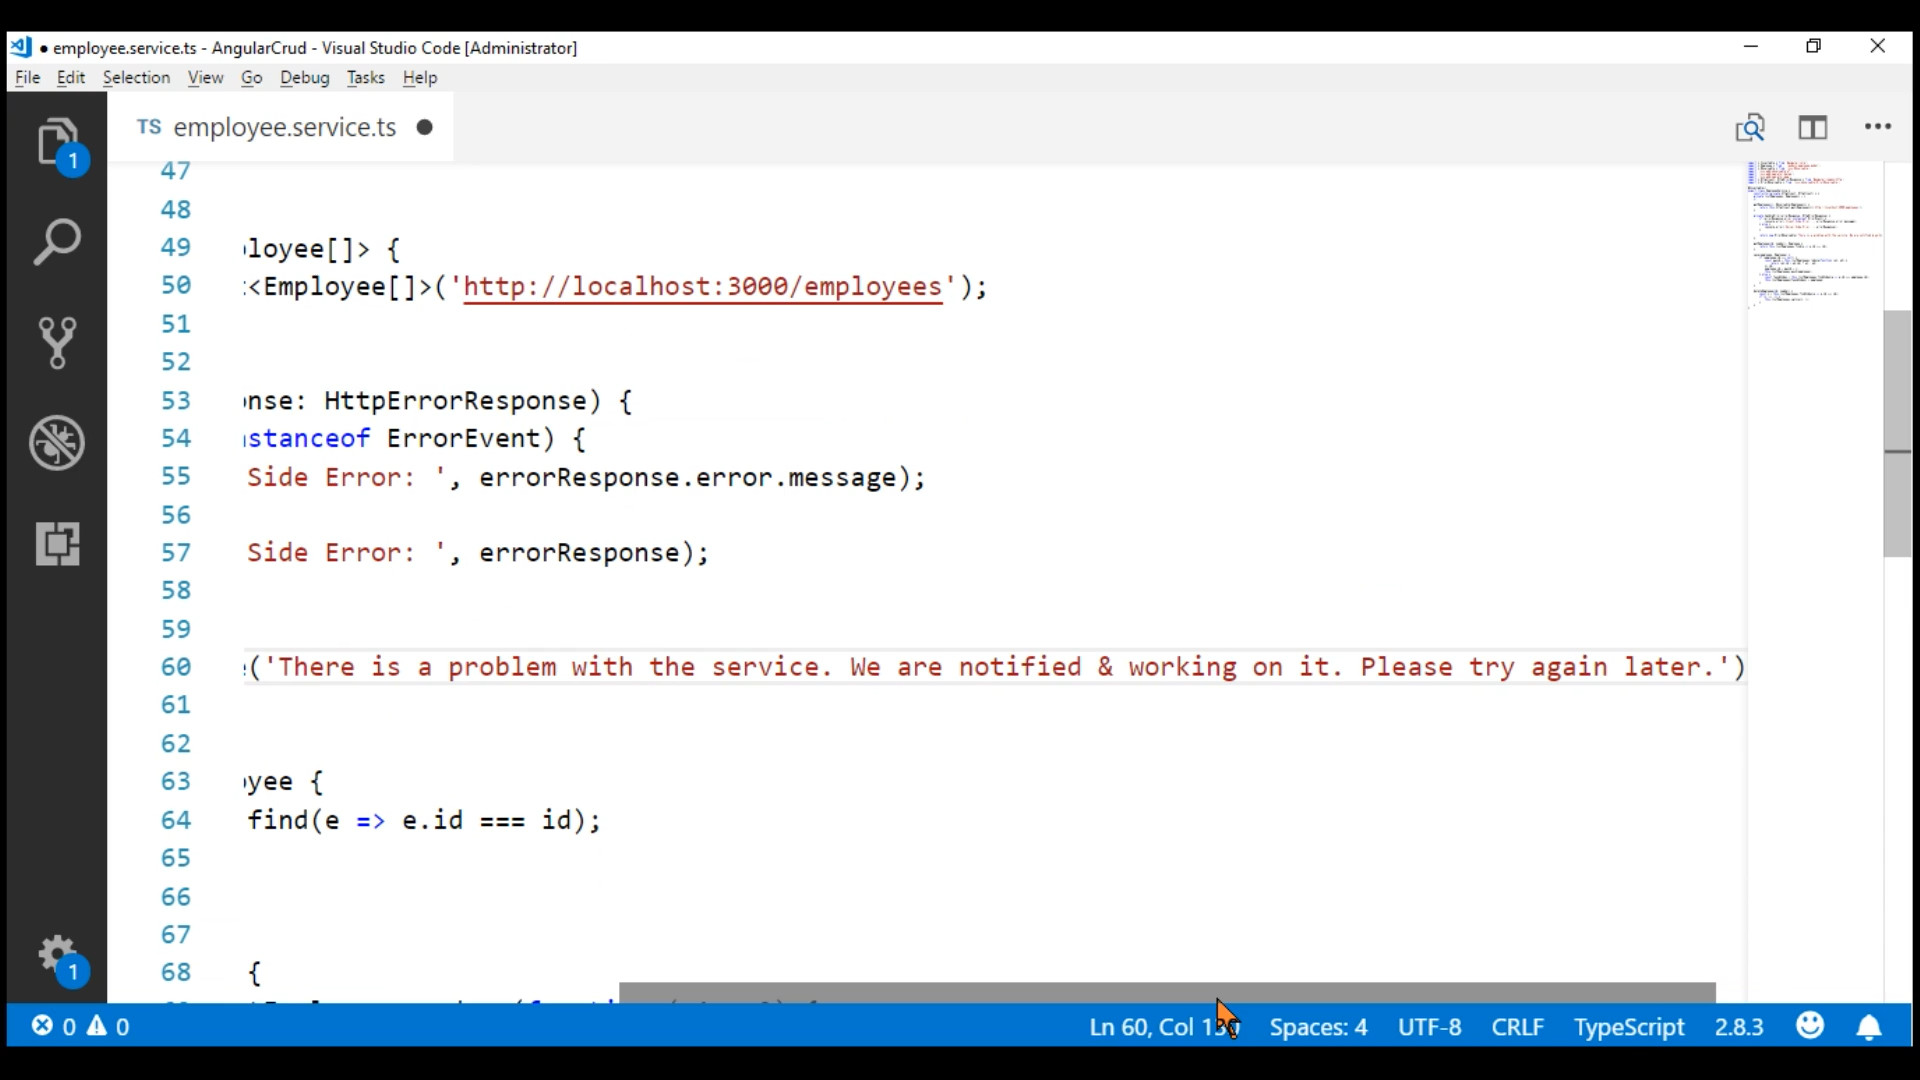 ● employee.service.ts - AngularCrud - Visual Studio Code [Administrator]
File Edit Selection View Go Debug Tasks Help
TS employee.service.ts ●
1
47
48
49 loyee[]> {
50 <Employee[]>('http://localhost:3000/employees');
51
52
53 nse: HttpErrorResponse) {
54 stanceof ErrorEvent) {
55 Side Error: ', errorResponse.error.message);
56
57 Side Error: ', errorResponse);
58
59
60 ('There is a problem with the service. We are notified & working on it. Please try again later.')
61
62
63 yee {
64 find(e => e.id === id);
65
66
67
68 {
1
0 0 Ln 60, Col Spaces: 4 UTF-8 CRLF TypeScript 2.8.3